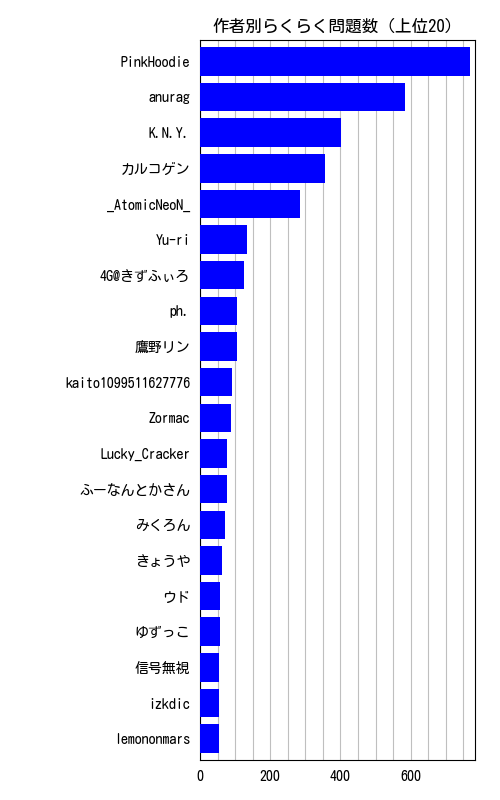 作者別らくらく問題数 (上位20)
PinkHoodie
anurag
K.N.Y.
カルコゲン
_AtomicNeoN_
Yu-ri
4G@きずふぃろ
ph.
鷹野リン
kaito1099511627776
Zormac
Lucky_Cracker
ふーなんとかさん
みくろん
きょうや
ウド
ゆずっこ
信号無視
izkdic
lemononmars
0 200 400 600